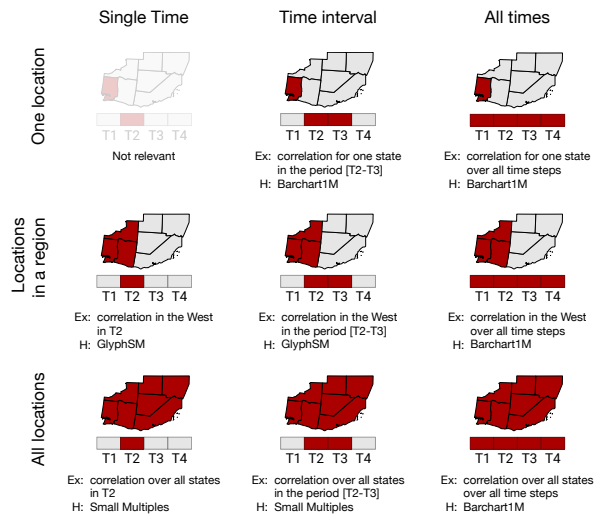 Single Time
Time interval
All times
One location
T1 T2 T3 T4
T1 T2 T3 T4
T1 T2 T3 T4
Not relevant
Ex: correlation for one state
in the period [T2-T3]
H: Barchart1M
Ex: correlation for one state
over all time steps
H: Barchart1M
Locations
in a region
T1 T2 T3 T4
T1 T2 T3 T4
T1 T2 T3 T4
Ex: correlation in the West
in T2
H: GlyphSM
Ex: correlation in the West
in the period [T2-T3]
H: GlyphSM
Ex: correlation in the West
over all time steps
H: Barchart1M
All locations
T1 T2 T3 T4
T1 T2 T3 T4
T1 T2 T3 T4
Ex: correlation over all states
in T2
H: Small Multiples
Ex: correlation over all states
in the period [T2-T3]
H: Small Multiples
Ex: correlation over all states
over all time steps
H: Barchart1M